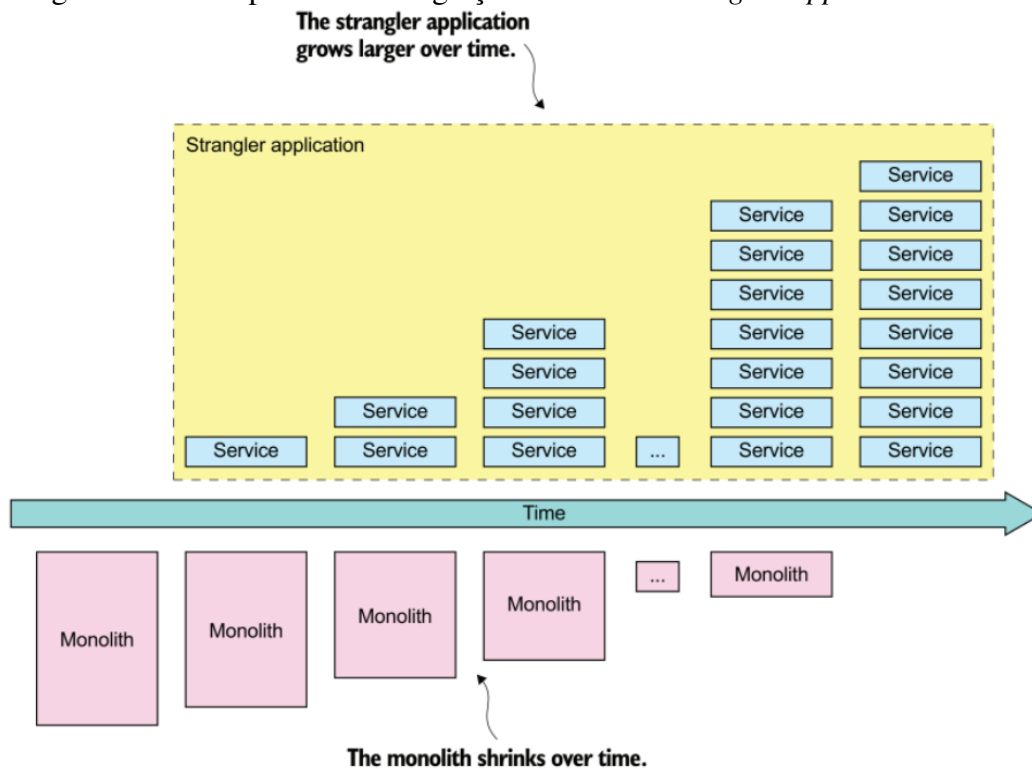 The strangler application
grows larger over time.
Strangler application
Service
Service Service
Service Service
Service Service
Service Service Service
Service Service Service
Service Service Service Service
Service Service Service ... Service Service
Time
Monolith Monolith Monolith Monolith ... Monolith
The monolith shrinks over time.